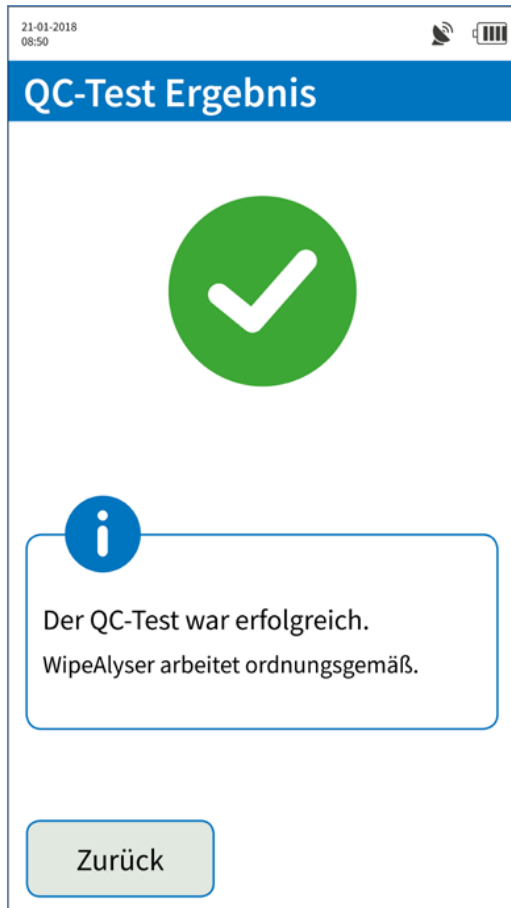 21-01-2018
08:50
QC-Test Ergebnis
Der QC-Test war erfolgreich.
WipeAlyser arbeitet ordnungsgemäß.
Zurück